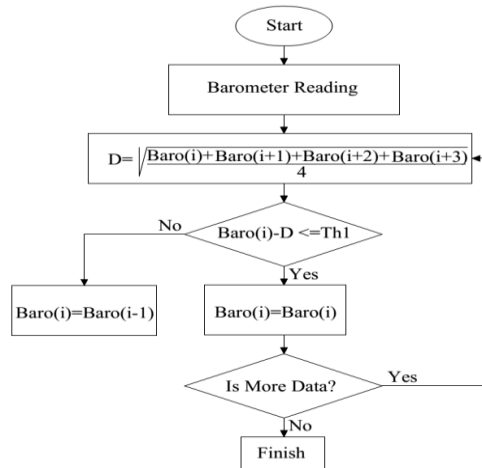 Start
Barometer Reading
D=√Baro(i)+Baro(i+1)+Baro(i+2)+Baro(i+3)
4
Baro(i)-D <=Th1
No
Yes
Baro(i)=Baro(i-1)
Baro(i)=Baro(i)
Is More Data?
Yes
No
Finish